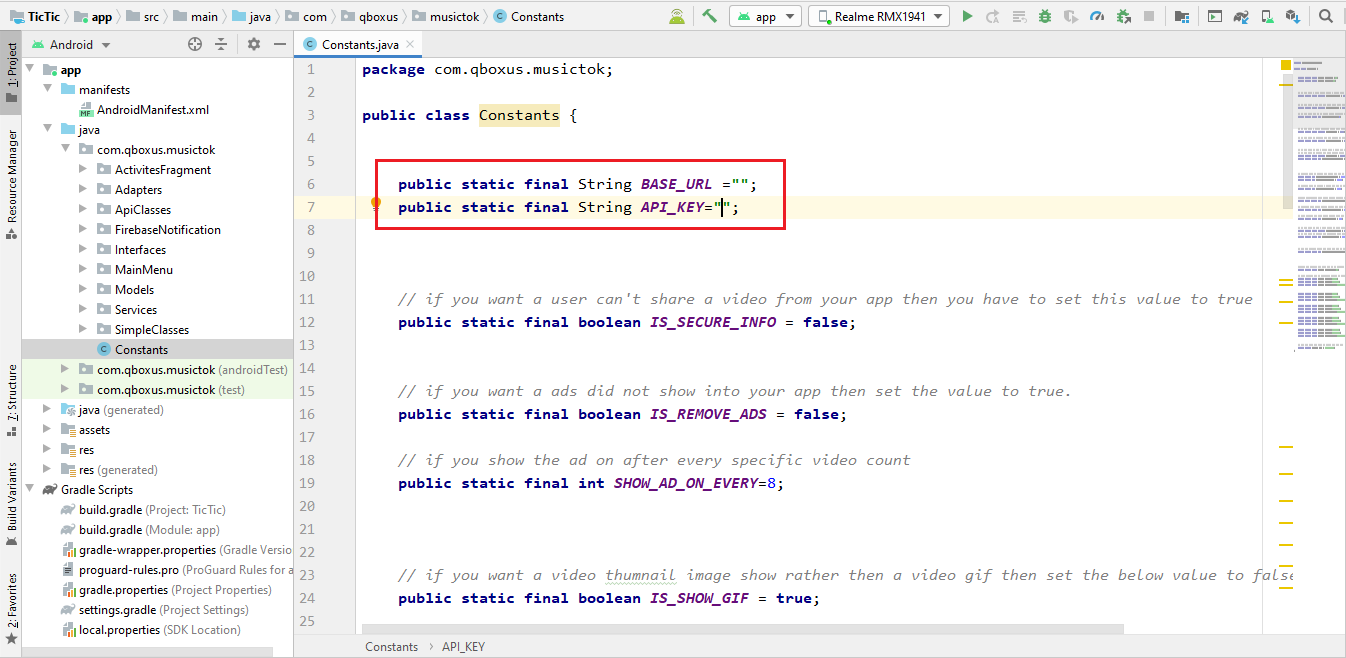 TicTic app src main java com qboxus musictok Constants app Realme RMX1941
1: Project
Resource Manager
7: Structure
Build Variants
2: Favorites
Android
app
manifests
AndroidManifest.xml
java
com.qboxus.musictok
ActivitesFragment
Adapters
ApiClasses
FirebaseNotification
Interfaces
MainMenu
Models
Services
SimpleClasses
Constants
com.qboxus.musictok (androidTest)
com.qboxus.musictok (test)
java (generated)
assets
res
res (generated)
Gradle Scripts
build.gradle (Project: TicTic)
build.gradle (Module: app)
gradle-wrapper.properties (Gradle Versio
proguard-rules.pro (ProGuard Rules for a
gradle.properties (Project Properties)
settings.gradle (Project Settings)
local.properties (SDK Location)
Constants.java
1 package com.qboxus.musictok;
2
3 public class Constants {
4
5
6 public static final String BASE_URL ="";
7 public static final String API_KEY="";
8
9
10
11 // if you want a user can't share a video from your app then you have to set this value to true
12 public static final boolean IS_SECURE_INFO = false;
13
14
15 // if you want a ads did not show into your app then set the value to true.
16 public static final boolean IS_REMOVE_ADS = false;
17
18 // if you show the ad on after every specific video count
19 public static final int SHOW_AD_ON_EVERY=8;
20
21
22
23 // if you want a video thumnail image show rather then a video gif then set the below value to false
24 public static final boolean IS_SHOW_GIF = true;
25
Constants API_KEY